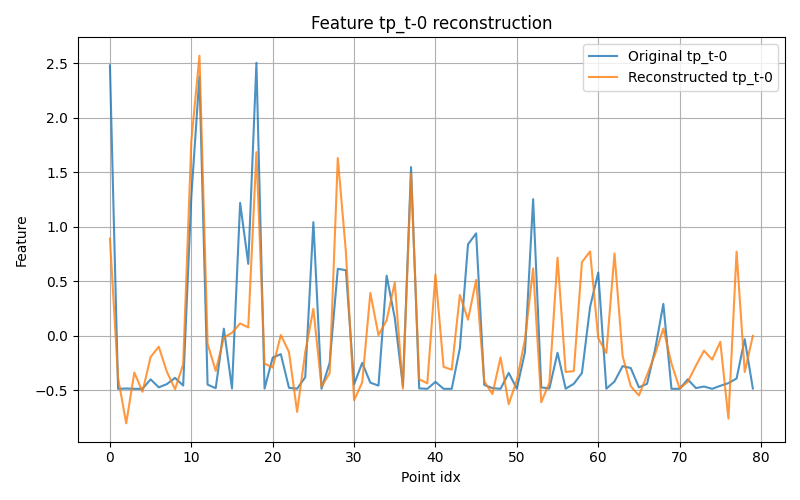 Feature tp_t-0 reconstruction
Original tp_t-0
Reconstructed tp_t-0
Feature
2.5
2.0
1.5
1.0
0.5
0.0
−0.5
0 10 20 30 40 50 60 70 80
Point idx